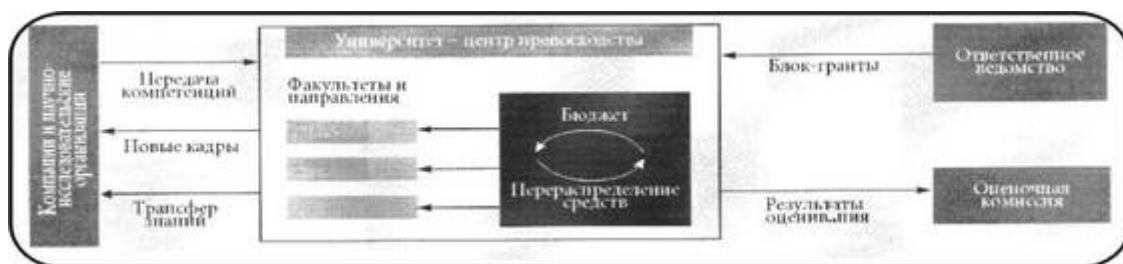 Компании и научно-
исследовательские
организации
Передача
компетенций
Новые кадры
Трансфер
знаний
Университет – центр превосходства
Факультеты и
направления
Бюджет
Перераспределение
средств
Блок-гранты
Результаты
оценивания
Ответственное
ведомство
Оценочная
комиссия